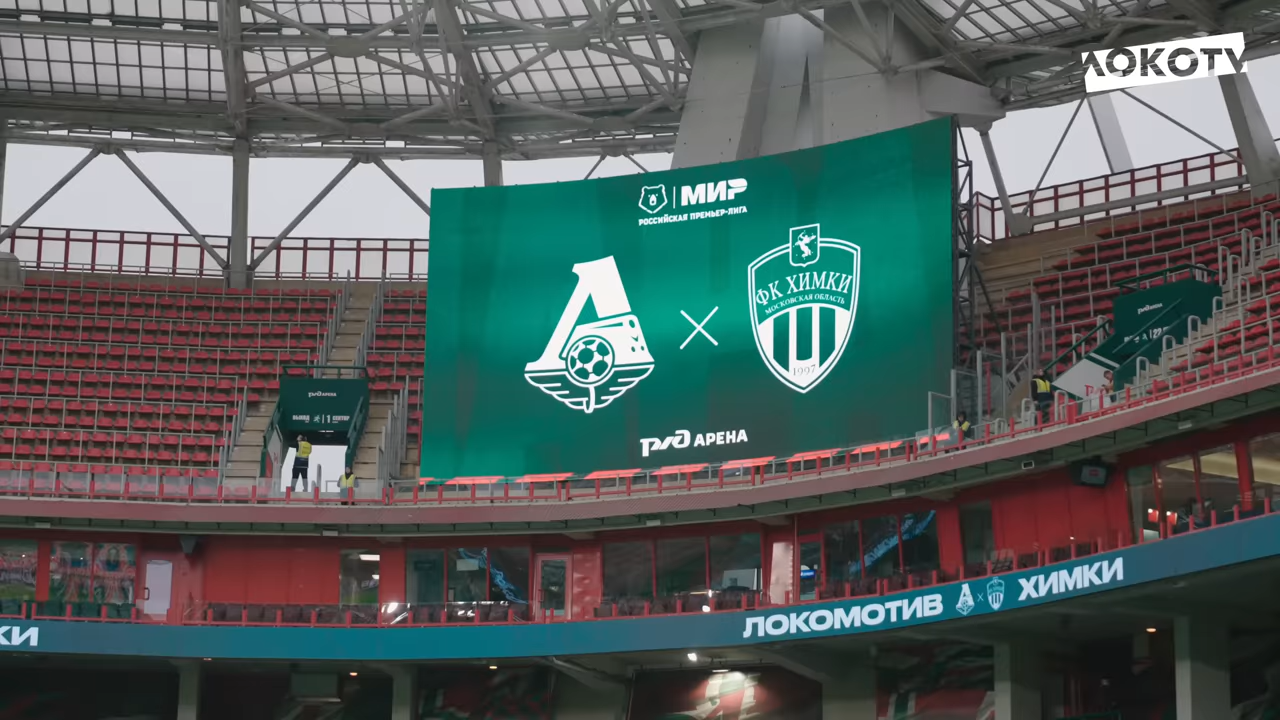 ЛОКОTV
МИР
РОССИЙСКАЯ ПРЕМЬЕР-ЛИГА
ФК ХИМКИ
МОСКОВСКАЯ ОБЛАСТЬ
1997
РЖД АРЕНА
ЛОКОМОТИВ
ХИМКИ
КИ